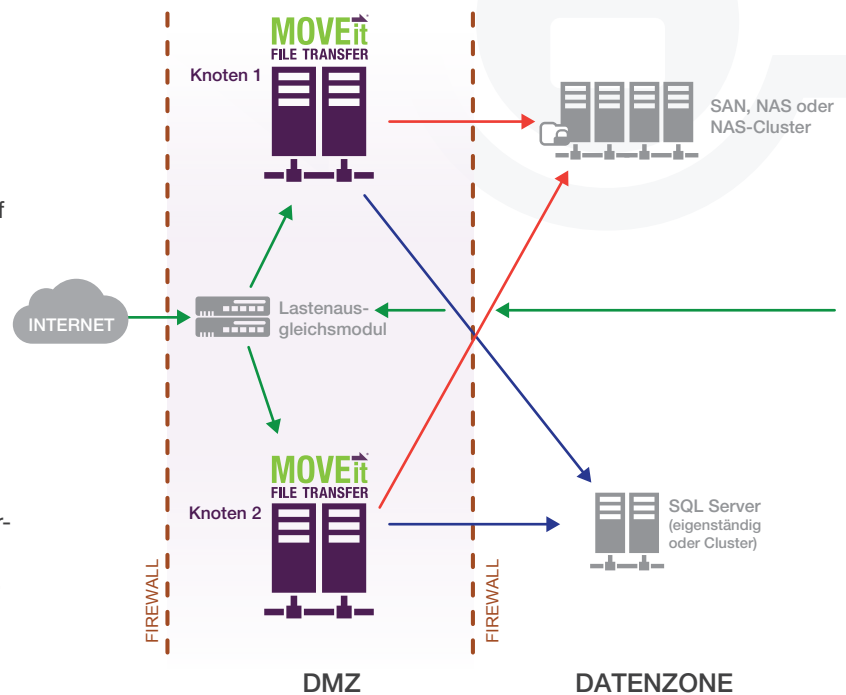 MOVEit
FILE TRANSFER
Knoten 1
SAN, NAS oder
NAS-Cluster
f
INTERNET
Lastenaus-
gleichsmodul
MOVEit
FILE TRANSFER
Knoten 2
SQL Server
(eigenständig
oder Cluster)
r-
FIREWALL
FIREWALL
DMZ
DATENZONE